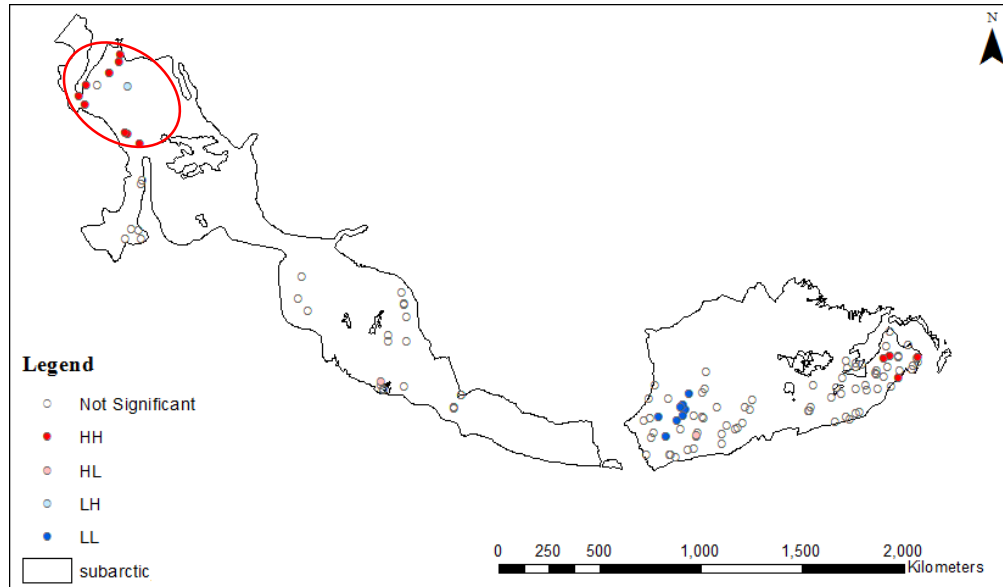 N
Legend
Not Significant
HH
HL
LH
LL
subarctic
0 250 500 1,000 1,500 2,000
Kilometers